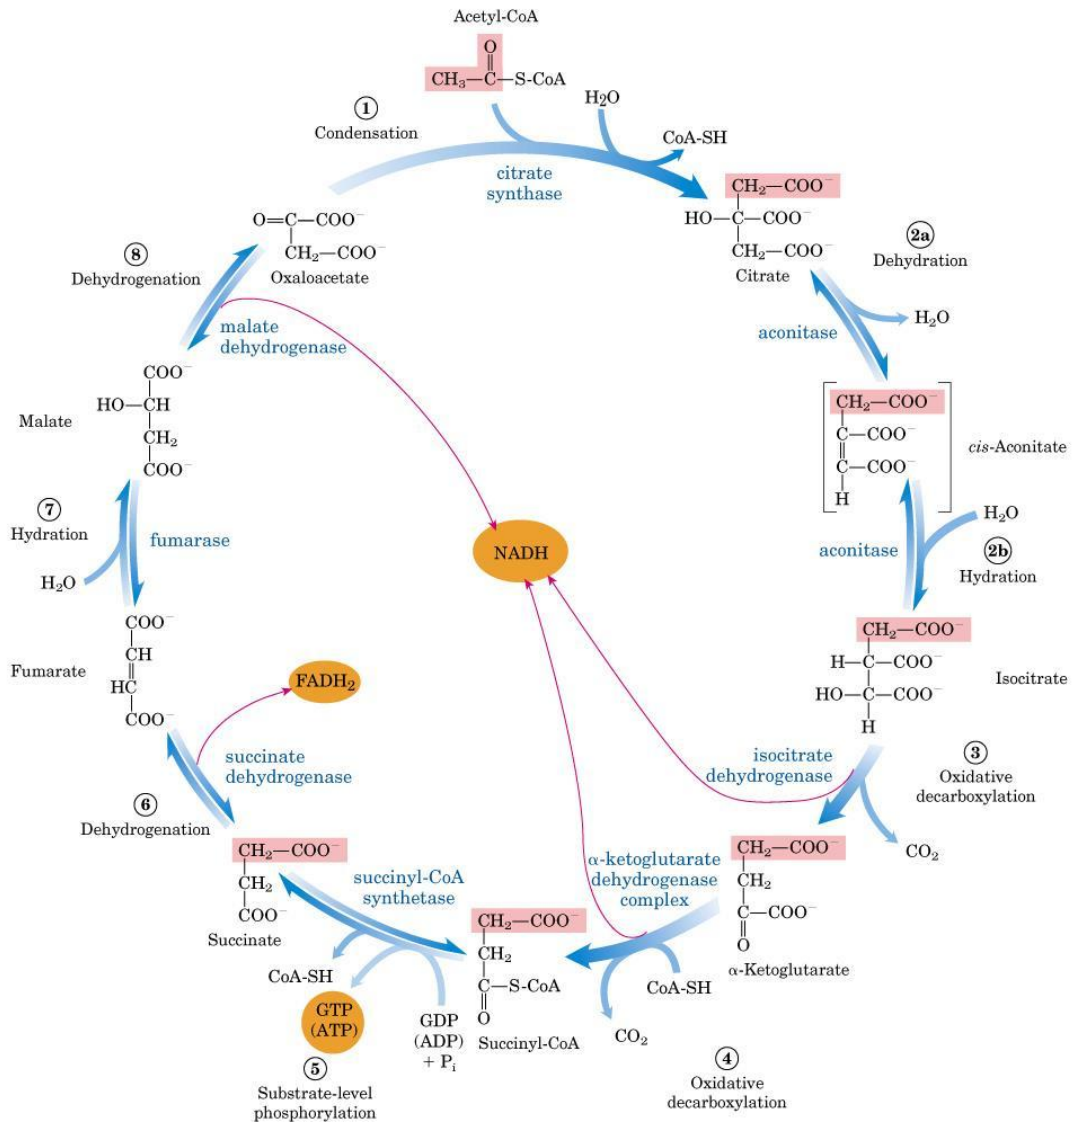 Acetyl-CoA
O
CH₃—C—S-CoA
①
Condensation
H₂O
CoA-SH
citrate
synthase
CH₂—COO⁻
HO—C—COO⁻
CH₂—COO⁻
Citrate
2a
Dehydration
H₂O
aconitase
CH₂—COO⁻
C—COO⁻
C—COO⁻
H
cis-Aconitate
H₂O
aconitase
2b
Hydration
CH₂—COO⁻
H—C—COO⁻
HO—C—COO⁻
H
Isocitrate
③
Oxidative
decarboxylation
isocitrate
dehydrogenase
CO₂
CH₂—COO⁻
CH₂
C—COO⁻
O
α-Ketoglutarate
α-ketoglutarate
dehydrogenase
complex
CoA-SH
CO₂
④
Oxidative
decarboxylation
CH₂—COO⁻
CH₂
C—S-CoA
O
Succinyl-CoA
succinyl-CoA
synthetase
GDP
(ADP)
+ Pᵢ
CoA-SH
GTP
(ATP)
⑤
Substrate-level
phosphorylation
CH₂—COO⁻
CH₂
COO⁻
Succinate
⑥
Dehydrogenation
succinate
dehydrogenase
FADH₂
COO⁻
CH
HC
COO⁻
Fumarate
⑦
Hydration
H₂O
fumarase
COO⁻
HO—CH
CH₂
COO⁻
Malate
⑧
Dehydrogenation
malate
dehydrogenase
NADH
O=C—COO⁻
CH₂—COO⁻
Oxaloacetate